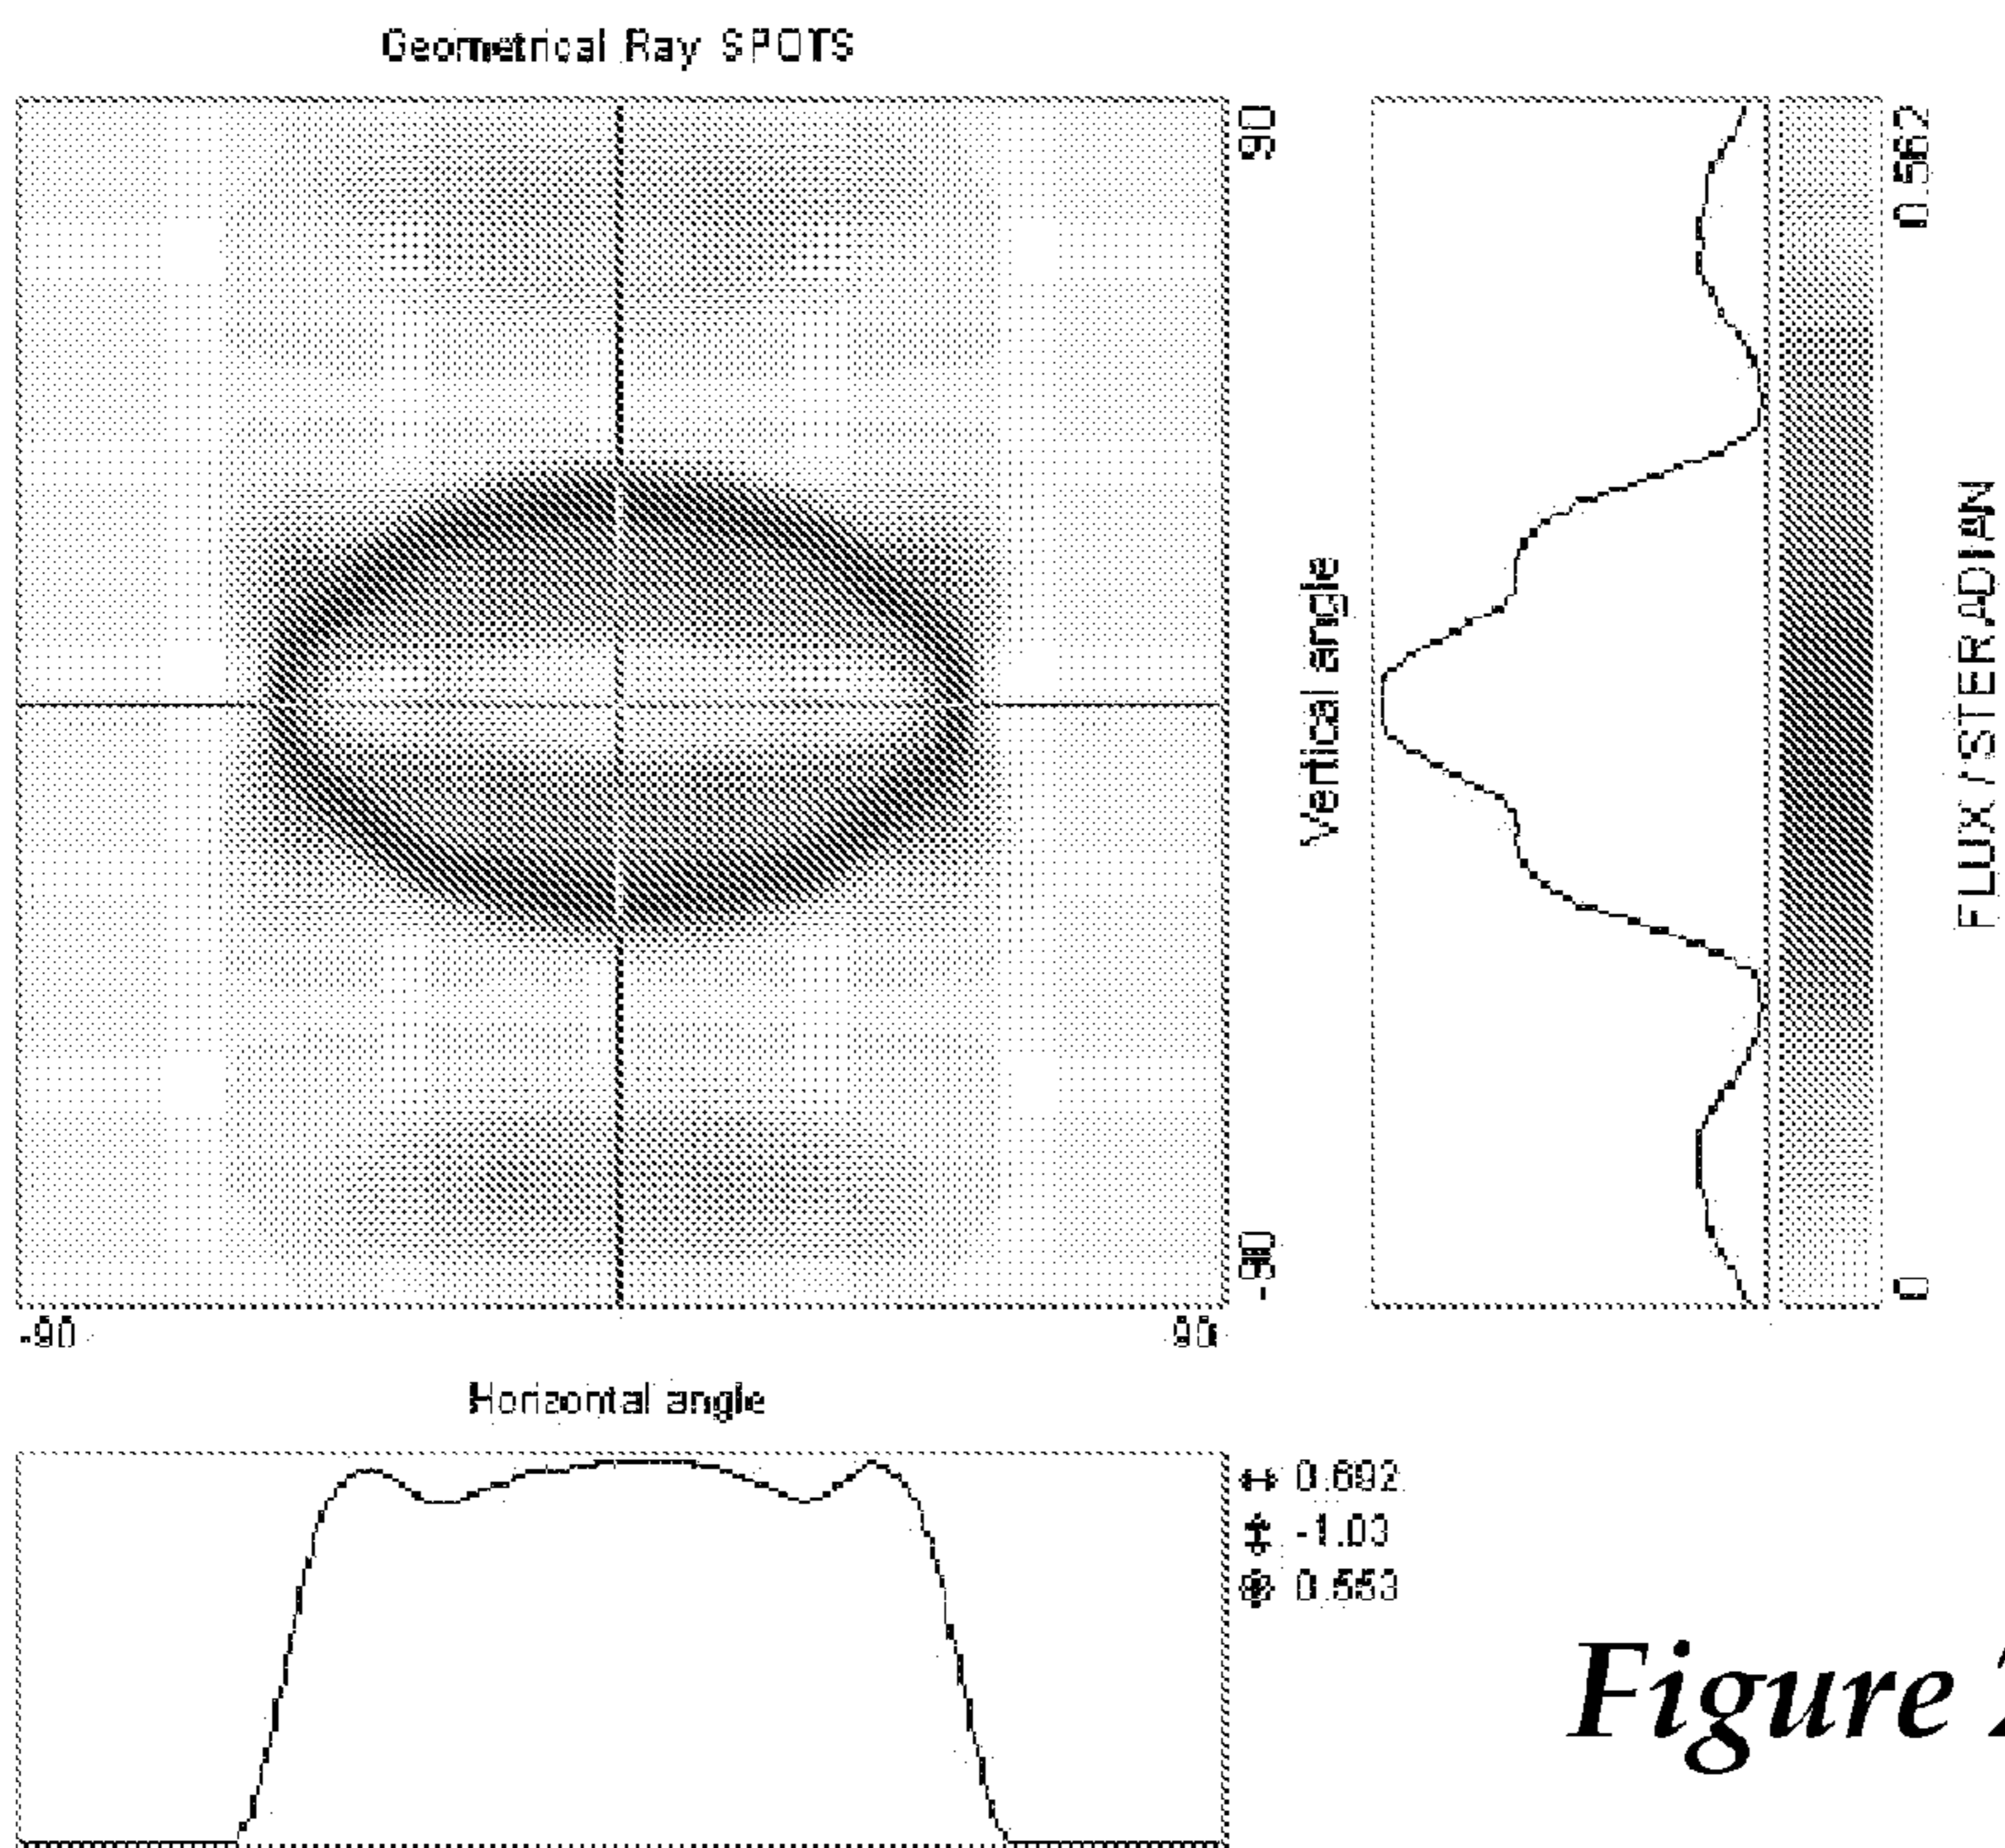 Geometrical Ray SPOTS
90
-90
Vertical angle
0.562
0
FLUX / STERADIAN
-90
90
Horizontal angle
0.692
-1.03
0.553
Figure